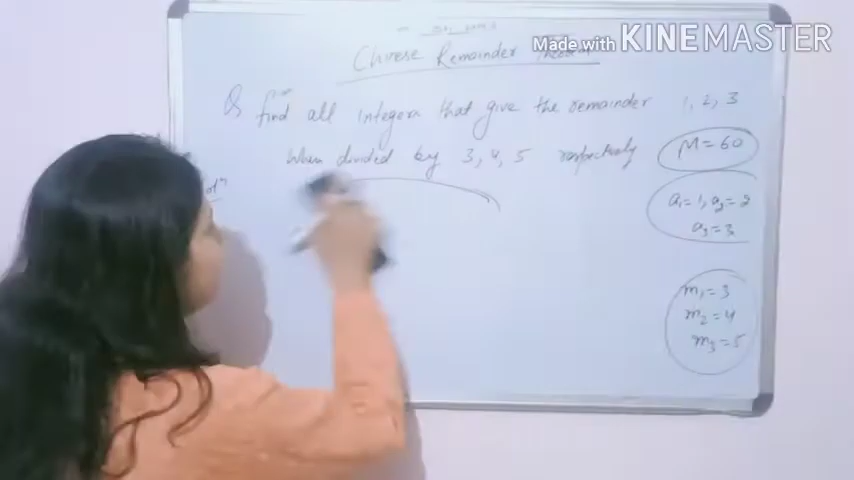 Made with KINEMASTER
Chinese Remainder Theorem
Q find all integers that give the remainder 1, 2, 3
When divided by 3, 4, 5 respectively
M=60
a₁=1, a₂=2
a₃=3
m₁=3
m₂=4
m₃=5